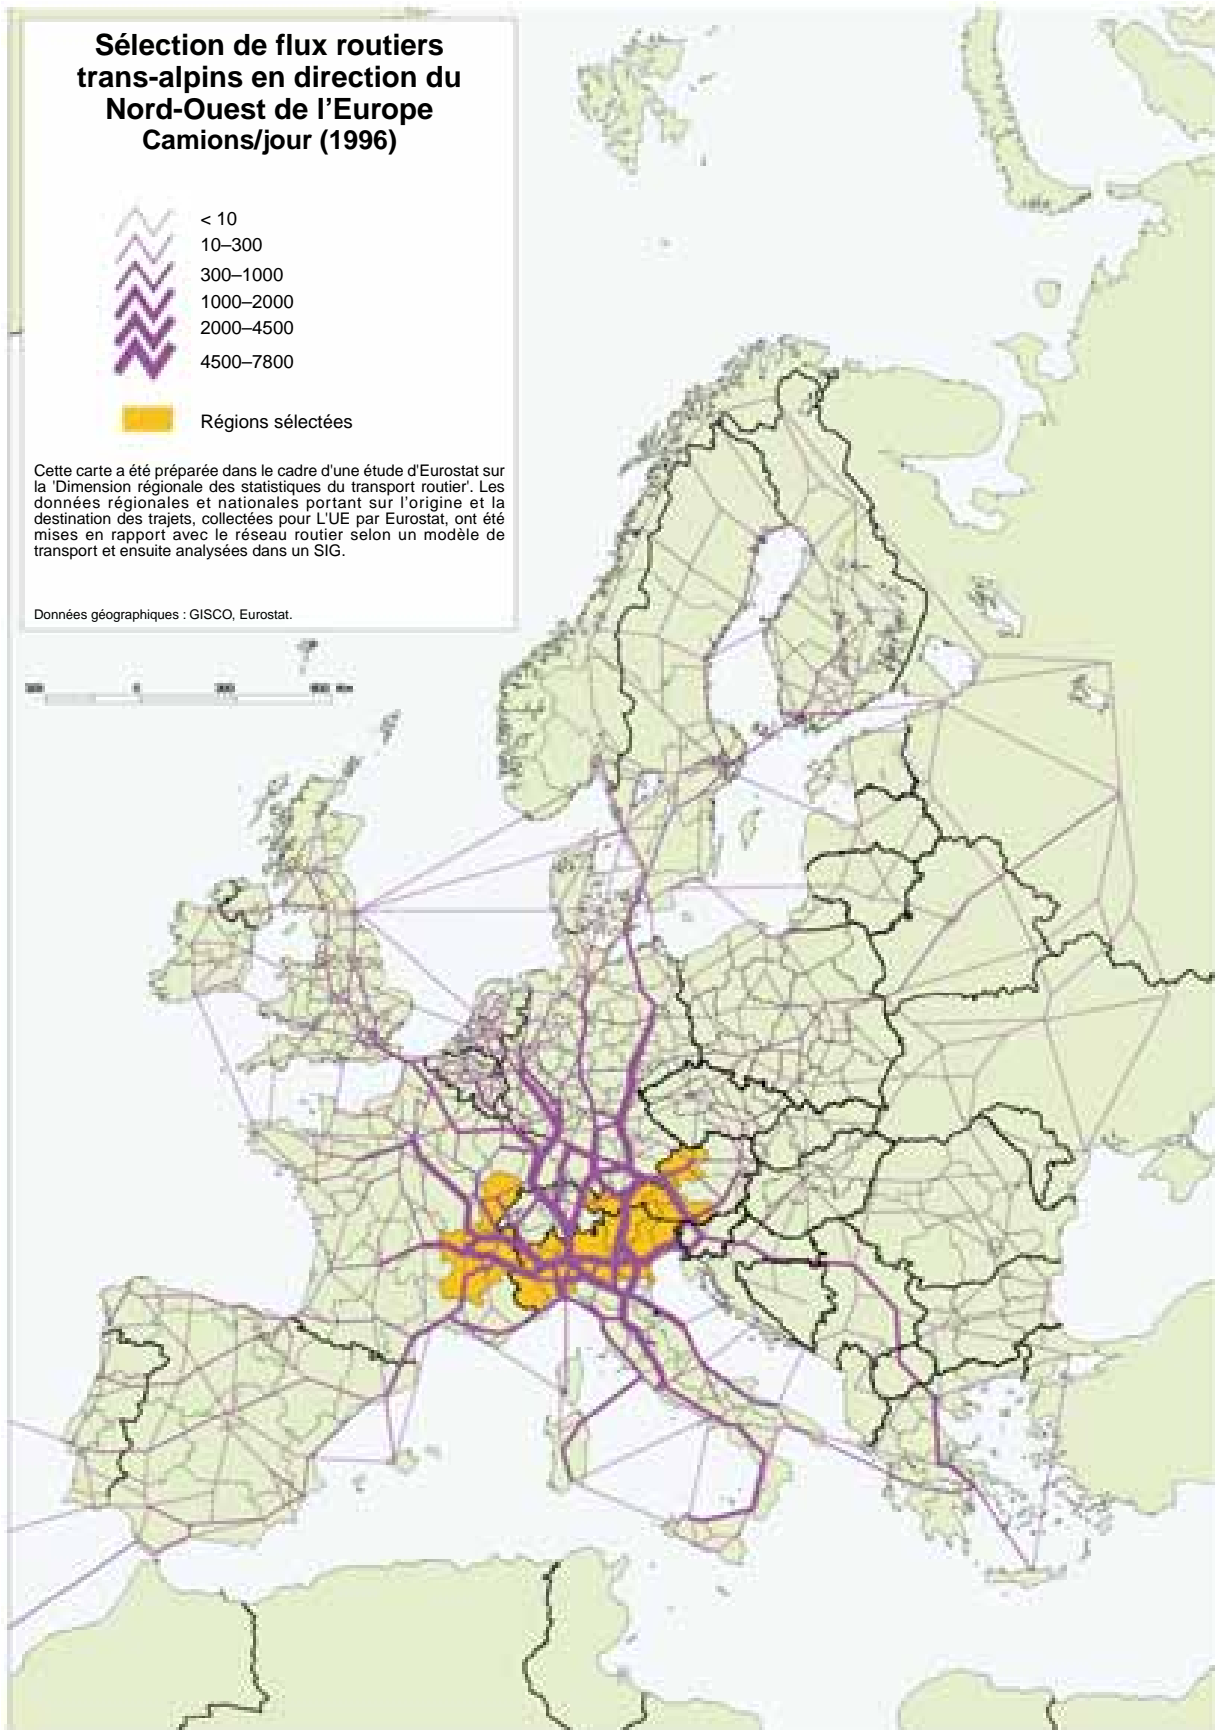 Sélection de flux routiers
trans-alpins en direction du
Nord-Ouest de l'Europe
Camions/jour (1996)
< 10
10–300
300–1000
1000–2000
2000–4500
4500–7800
Régions sélectées
Cette carte a été préparée dans le cadre d'une étude d'Eurostat sur
la 'Dimension régionale des statistiques du transport routier'. Les
données régionales et nationales portant sur l'origine et la
destination des trajets, collectées pour L'UE par Eurostat, ont été
mises en rapport avec le réseau routier selon un modèle de
transport et ensuite analysées dans un SIG.
Données géographiques : GISCO, Eurostat.
0